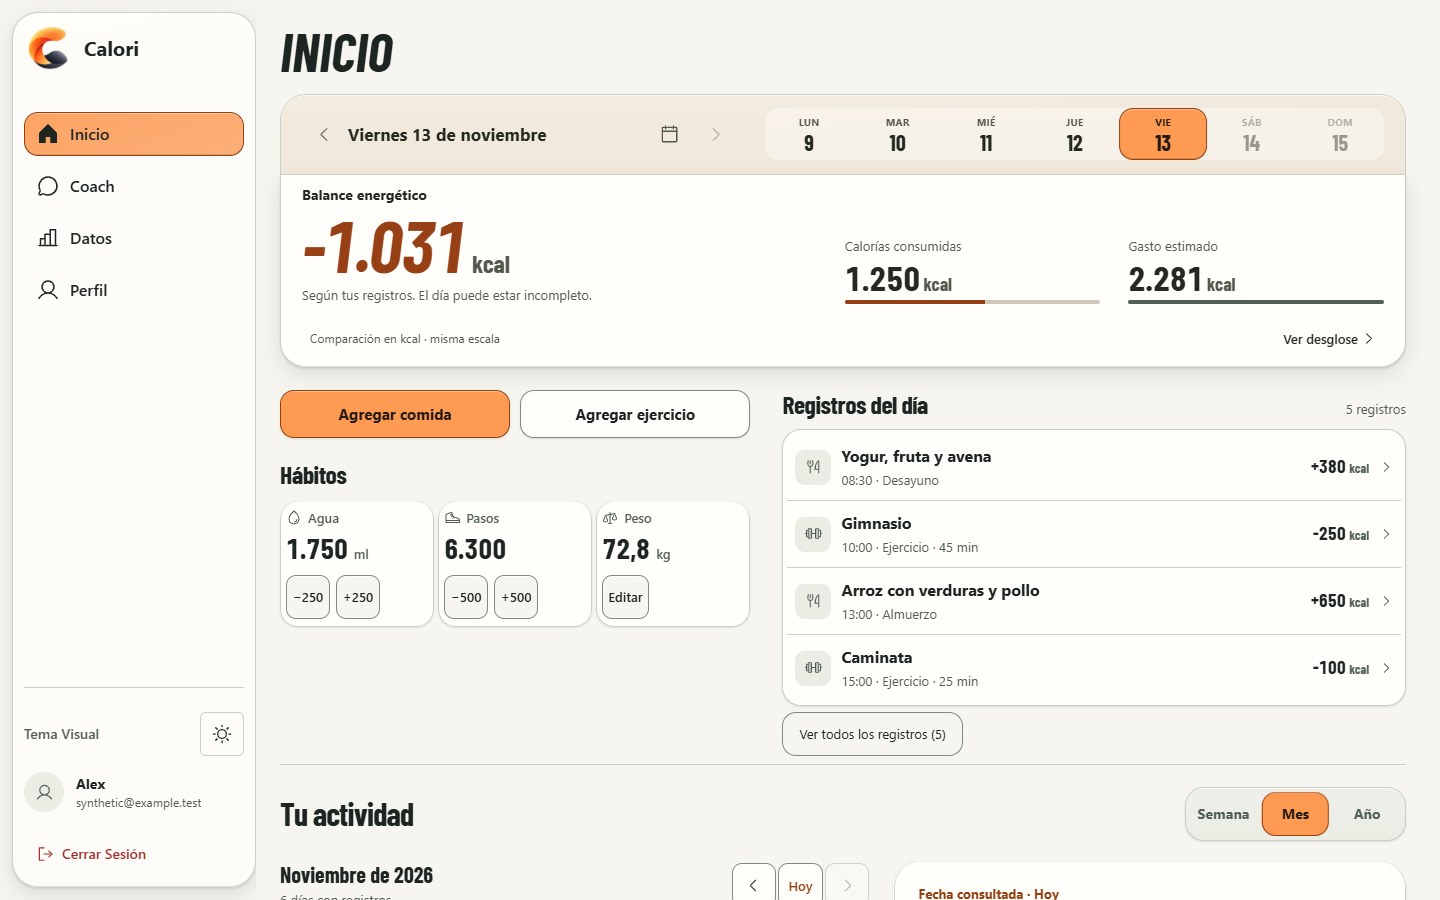 Calori
Inicio
Coach
Datos
Perfil
Tema Visual
Alex
synthetic@example.test
Cerrar Sesión
INICIO
Viernes 13 de noviembre
LUN 9
MAR 10
MIÉ 11
JUE 12
VIE 13
SÁB 14
DOM 15
Balance energético
-1.031 kcal
Según tus registros. El día puede estar incompleto.
Calorías consumidas
1.250 kcal
Gasto estimado
2.281 kcal
Comparación en kcal · misma escala
Ver desglose
Agregar comida
Agregar ejercicio
Hábitos
Agua
1.750 ml
−250 +250
Pasos
6.300
−500 +500
Peso
72,8 kg
Editar
Registros del día
5 registros
Yogur, fruta y avena
08:30 · Desayuno
+380 kcal
Gimnasio
10:00 · Ejercicio · 45 min
-250 kcal
Arroz con verduras y pollo
13:00 · Almuerzo
+650 kcal
Caminata
15:00 · Ejercicio · 25 min
-100 kcal
Ver todos los registros (5)
Tu actividad
Semana
Mes
Año
Noviembre de 2026
6 días con registros
Hoy
Fecha consultada · Hoy